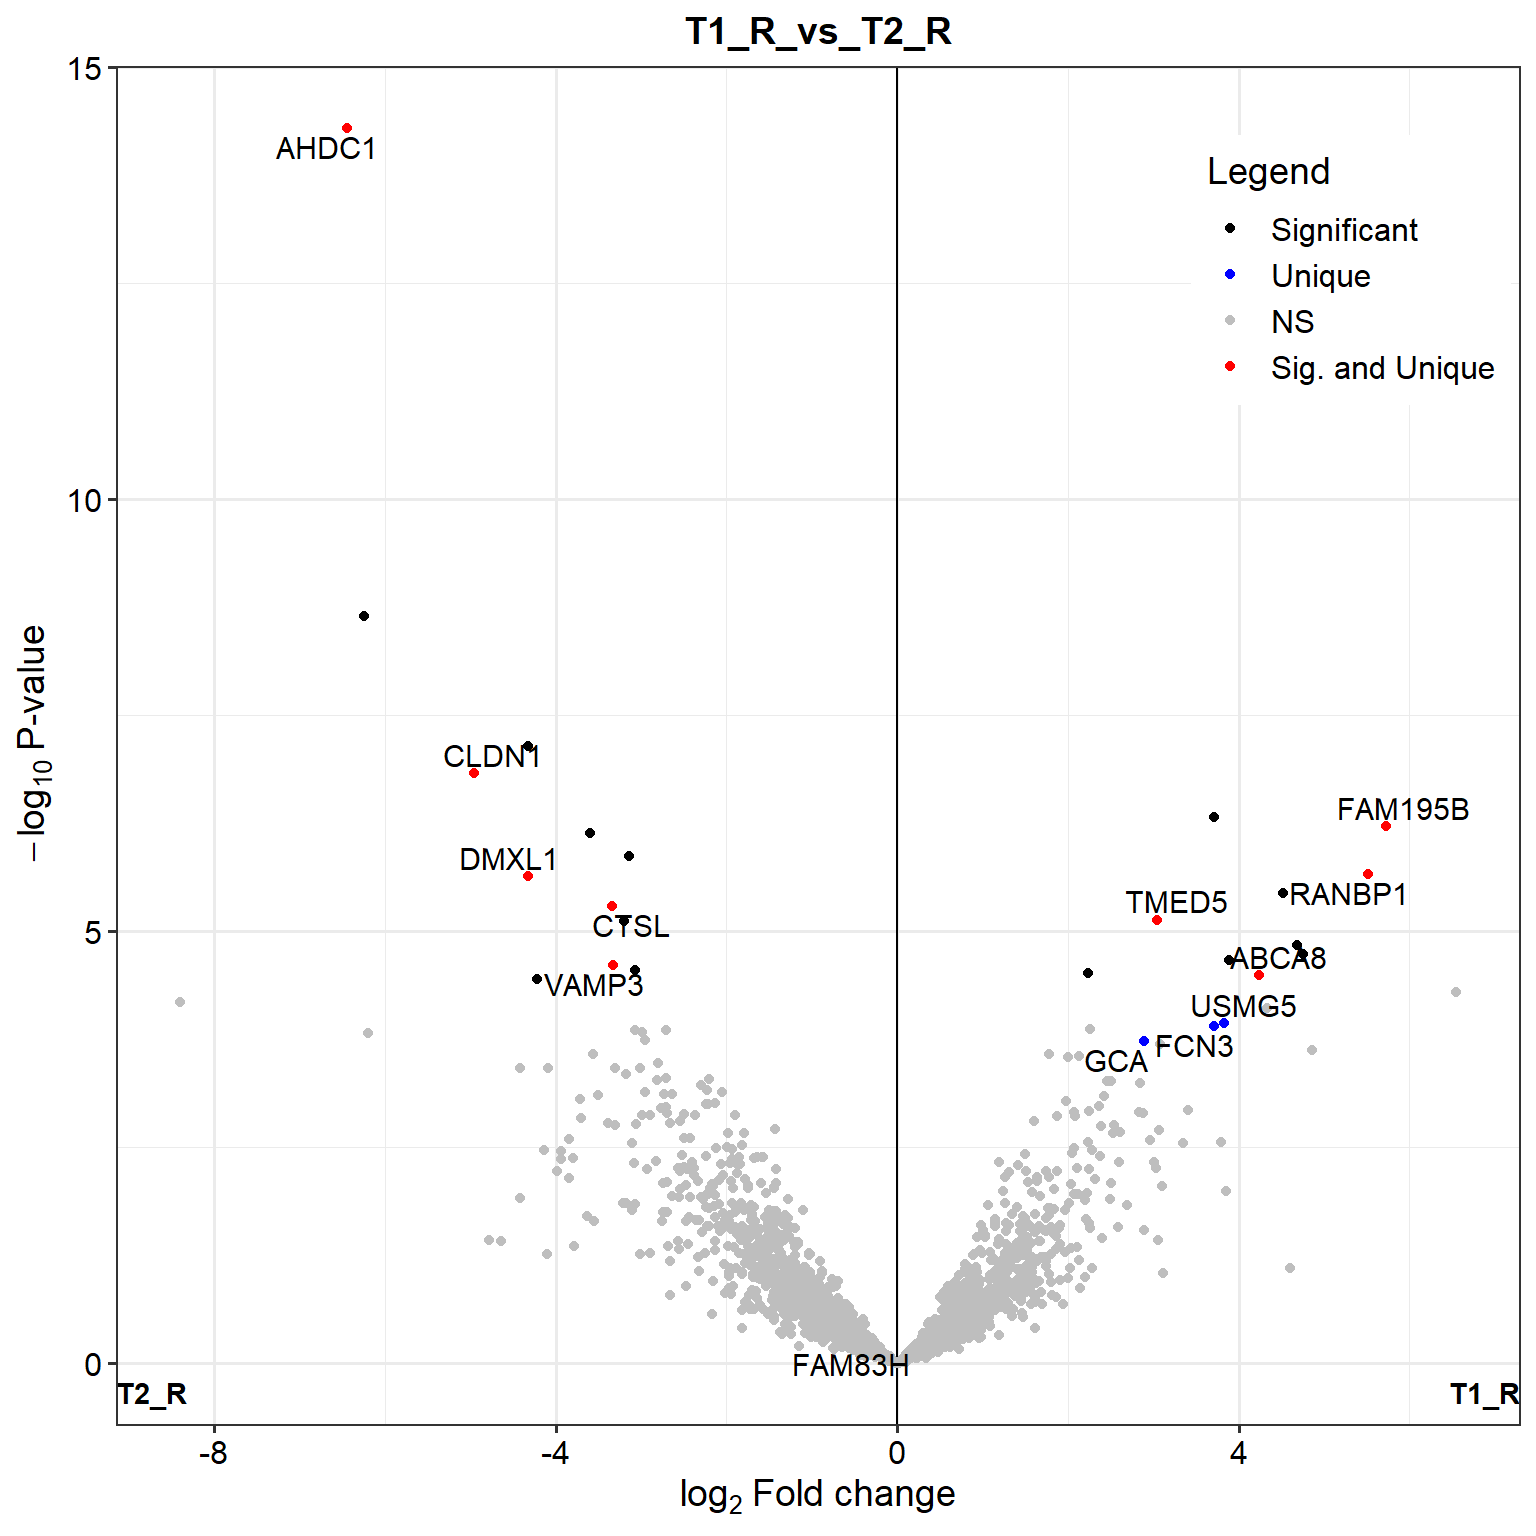 T1_R_vs_T2_R
15
AHDC1
Legend
Significant
Unique
NS
Sig. and Unique
10
−log10 P-value
CLDN1
FAM195B
DMXL1
RANBP1
TMED5
CTSL
5
ABCA8
VAMP3
USMG5
FCN3
GCA
FAM83H
0
T2_R
T1_R
-8
-4
0
4
log2 Fold change